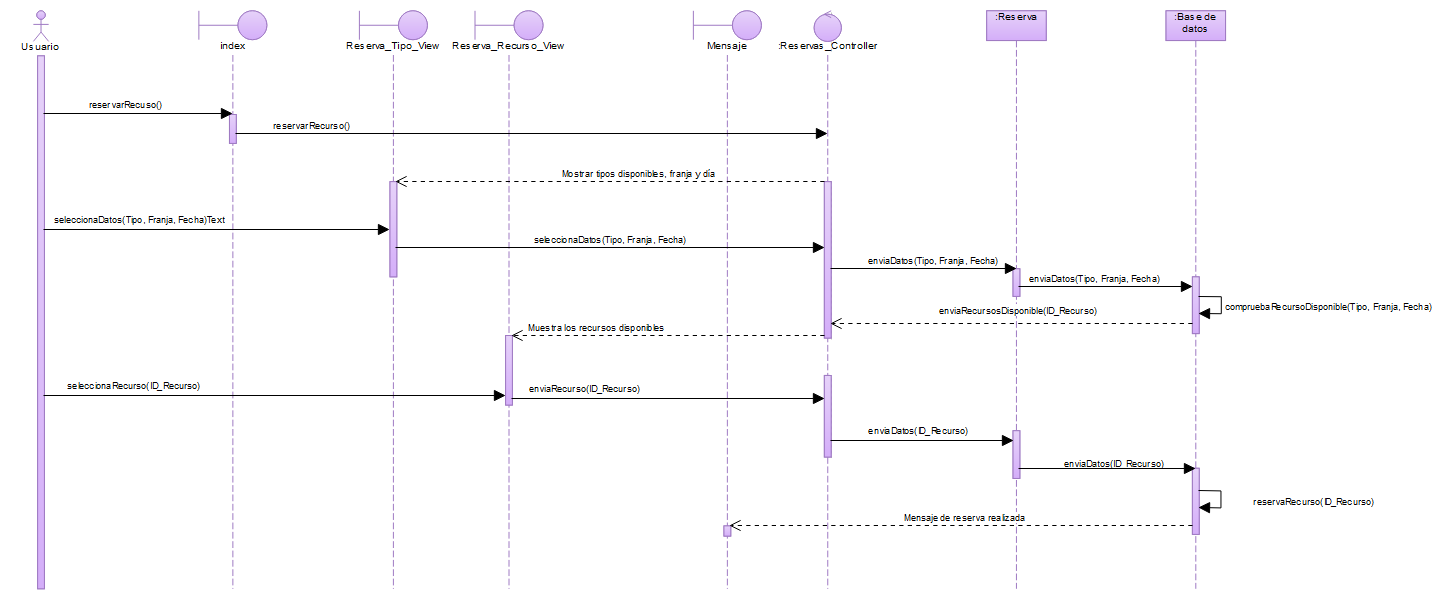 Usuario
index
Reserva_Tipo_View
Reserva_Recurso_View
Mensaje
:Reservas_Controller
:Reserva
:Base de
datos
reservarRecuso()
reservarRecurso()
Mostrar tipos disponibles, franja y día
seleccionaDatos(Tipo, Franja, Fecha)Text
seleccionaDatos(Tipo, Franja, Fecha)
enviaDatos(Tipo, Franja, Fecha)
enviaDatos(Tipo, Franja, Fecha)
compruebaRecursoDisponible(Tipo, Franja, Fecha)
enviaRecursosDisponible(ID_Recurso)
Muestra los recursos disponibles
seleccionaRecurso(ID_Recurso)
enviaRecurso(ID_Recurso)
enviaDatos(ID_Recurso)
enviaDatos(ID_Recurso)
reservaRecurso(ID_Recurso)
Mensaje de reserva realizada